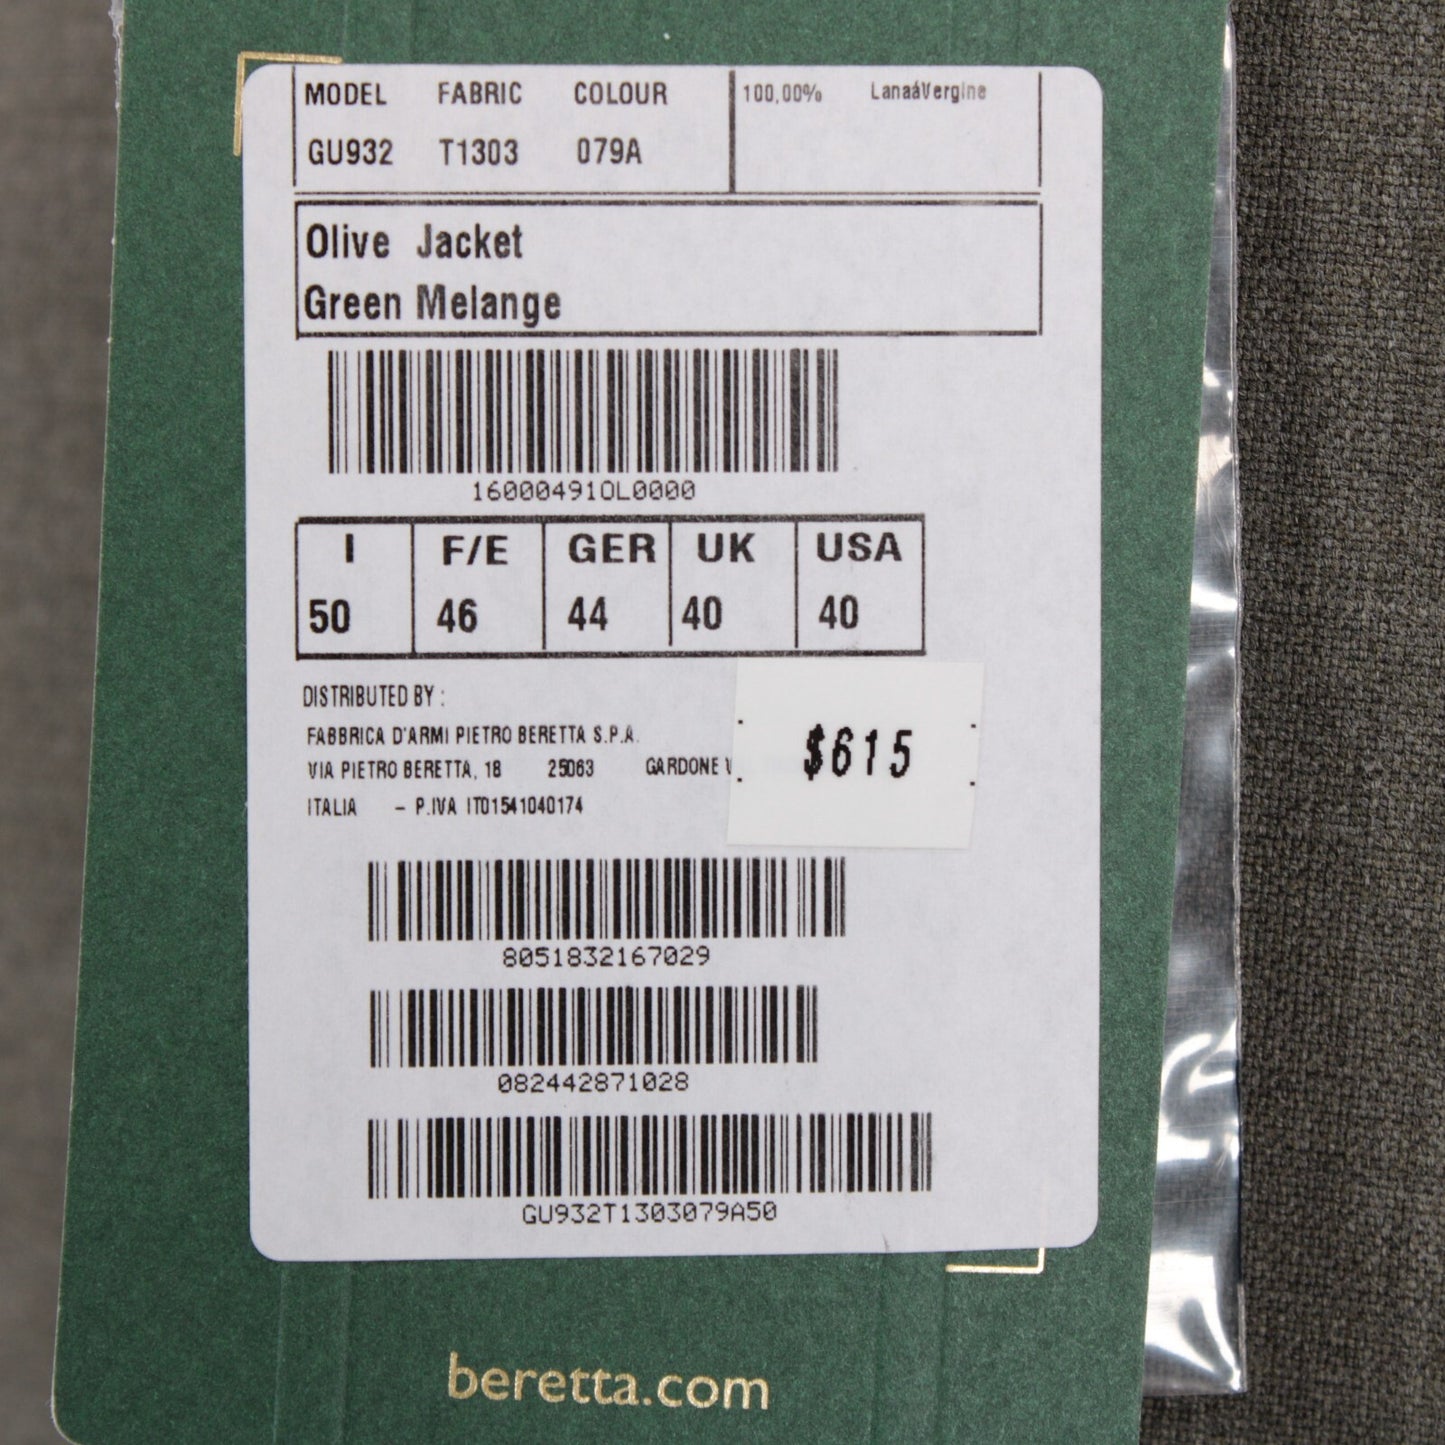 MODEL FABRIC COLOUR 100,00% LanaáVergine
GU932 T1303 079A
Olive Jacket
Green Melange
16000491OL0000
I F/E GER UK USA
50 46 44 40 40
DISTRIBUTED BY :
FABBRICA D'ARMI PIETRO BERETTA S.P.A.
VIA PIETRO BERETTA, 18 25063 GARDONE
$615
ITALIA – P.IVA IT01541040174
8051832167029
082442871028
GU932T1303079A50
beretta.com